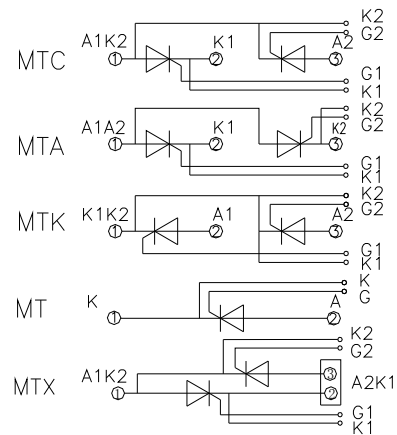 K2
G2
A1K2 K1 A2
MTC
1 2 3
G1
K1
K2
G2
A1A2 K1 K2
MTA
1 2 3
G1
K1
K2
G2
K1K2 A1 A2
MTK
1 2 3
G1
K1
K
G
K A
MT
1 2
K2
G2
A1K2
MTX
3
A2K1
1 2
G1
K1